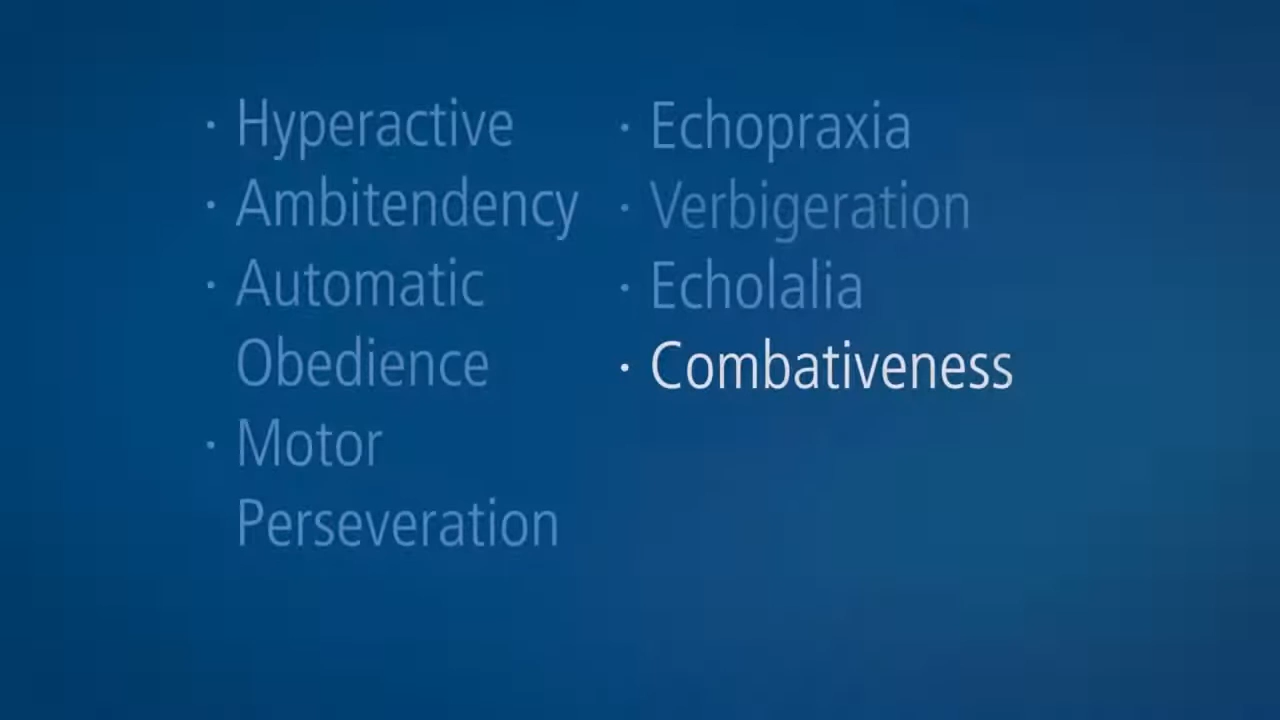 · Hyperactive
· Ambitendency
· Automatic
Obedience
· Motor
Perseveration
· Echopraxia
· Verbigeration
· Echolalia
· Combativeness